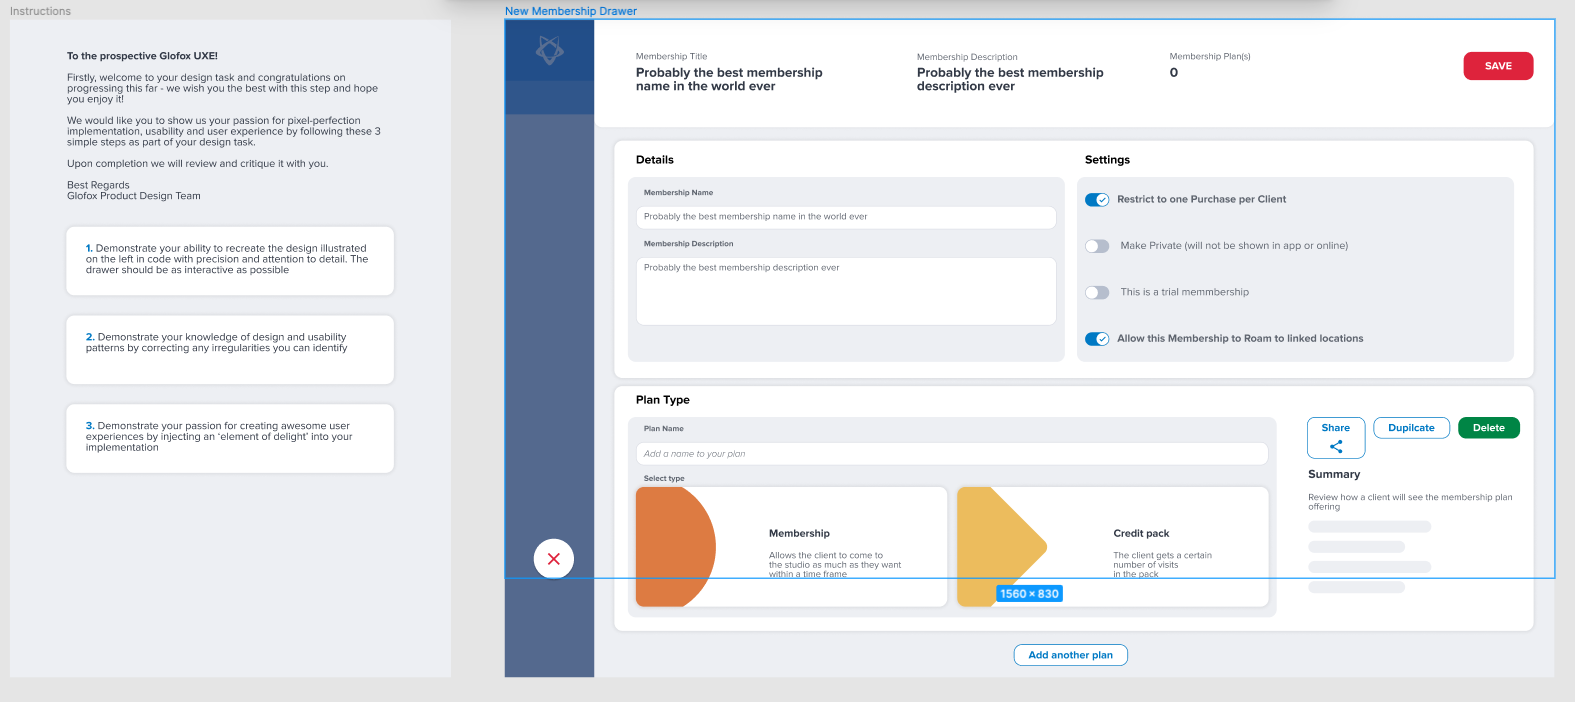 Instructions
To the prospective Glofox UXE!
Firstly, welcome to your design task and congratulations on
progressing this far - we wish you the best with this step and hope
you enjoy it!
We would like you to show us your passion for pixel-perfection
implementation, usability and user experience by following these 3
simple steps as part of your design task.
Upon completion we will review and critique it with you.
Best Regards
Glofox Product Design Team
1. Demonstrate your ability to recreate the design illustrated
on the left in code with precision and attention to detail. The
drawer should be as interactive as possible
2. Demonstrate your knowledge of design and usability
patterns by correcting any irregularities you can identify
3. Demonstrate your passion for creating awesome user
experiences by injecting an ‘element of delight’ into your
implementation
New Membership Drawer
Membership Title
Probably the best membership
name in the world ever
Membership Description
Probably the best membership
description ever
Membership Plan(s)
0
SAVE
Details
Membership Name
Probably the best membership name in the world ever
Membership Description
Probably the best membership description ever
Settings
Restrict to one Purchase per Client
Make Private (will not be shown in app or online)
This is a trial memmbership
Allow this Membership to Roam to linked locations
Plan Type
Plan Name
Add a name to your plan
Select type
Membership
Allows the client to come to
the studio as much as they want
within a time frame
Credit pack
The client gets a certain
number of visits
in the pack
1560 × 830
Share
Dupilcate
Delete
Summary
Review how a client will see the membership plan
offering
Add another plan